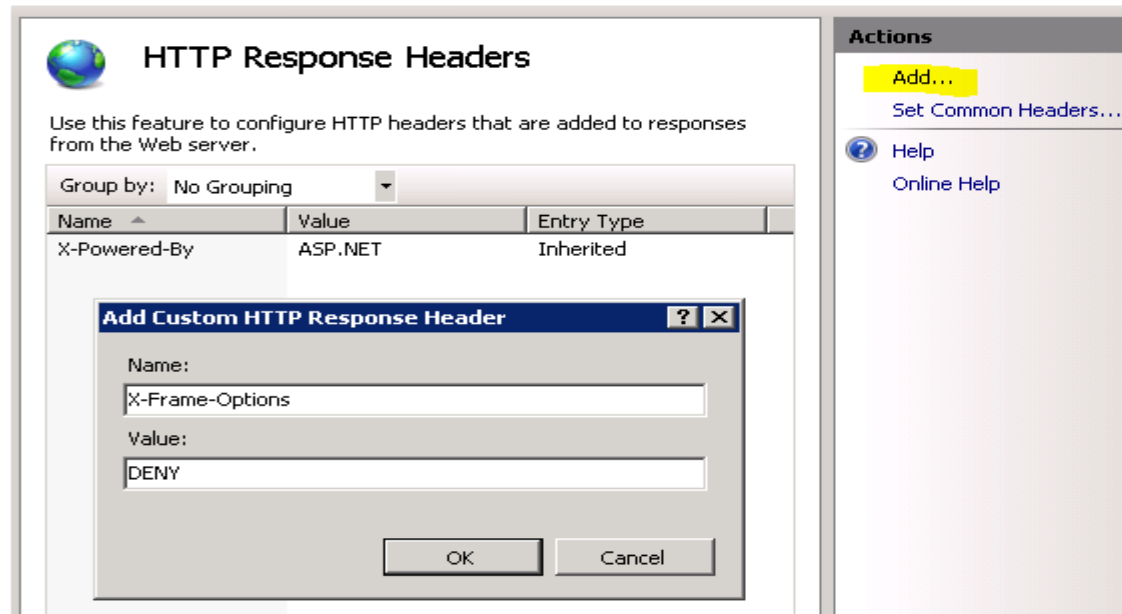 HTTP Response Headers
Use this feature to configure HTTP headers that are added to responses
from the Web server.
Group by: No Grouping
Name Value Entry Type
X-Powered-By ASP.NET Inherited
Add Custom HTTP Response Header ? X
Name:
X-Frame-Options
Value:
DENY
OK Cancel
Actions
Add...
Set Common Headers...
? Help
Online Help